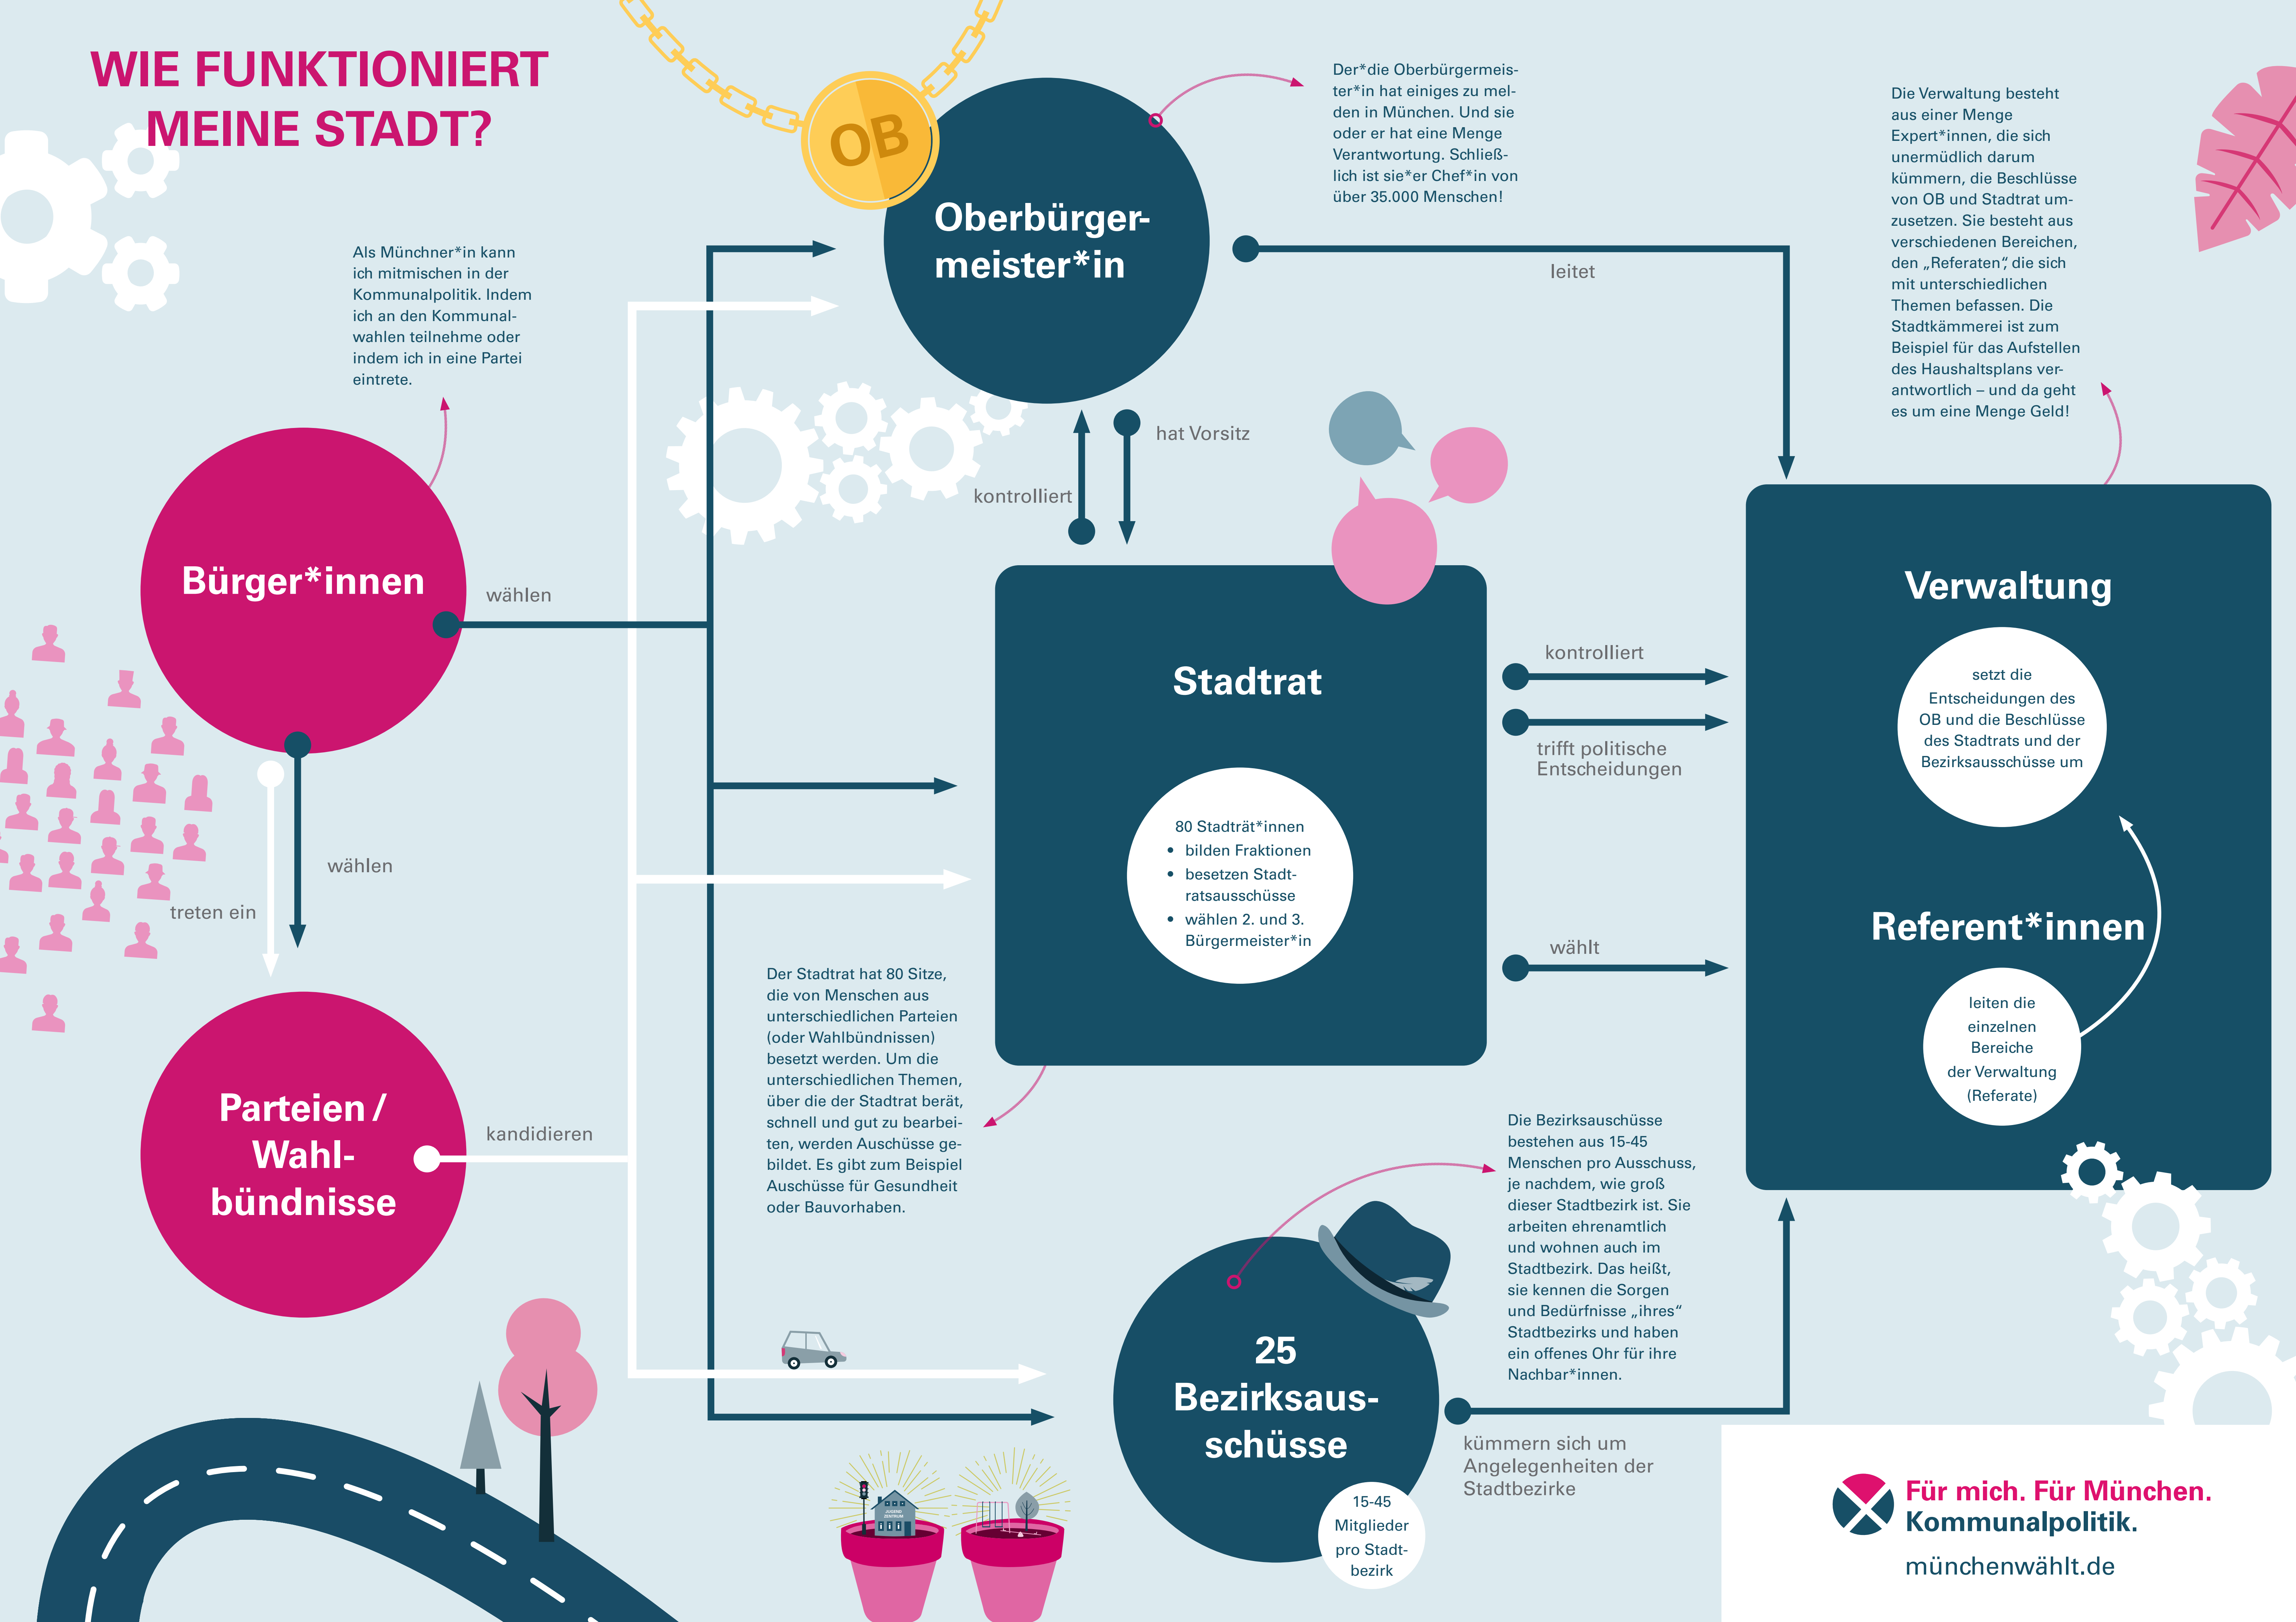 WIE FUNKTIONIERT
MEINE STADT?
OB
Oberbürger-
meister*in
Der*die Oberbürgermeis-
ter*in hat einiges zu mel-
den in München. Und sie
oder er hat eine Menge
Verantwortung. Schließ-
lich ist sie*er Chef*in von
über 35.000 Menschen!
Die Verwaltung besteht
aus einer Menge
Expert*innen, die sich
unermüdlich darum
kümmern, die Beschlüsse
von OB und Stadtrat um-
zusetzen. Sie besteht aus
verschiedenen Bereichen,
den „Referaten“, die sich
mit unterschiedlichen
Themen befassen. Die
Stadtkämmerei ist zum
Beispiel für das Aufstellen
des Haushaltsplans ver-
antwortlich – und da geht
es um eine Menge Geld!
Als Münchner*in kann
ich mitmischen in der
Kommunalpolitik. Indem
ich an den Kommunal-
wahlen teilnehme oder
indem ich in eine Partei
eintrete.
leitet
hat Vorsitz
kontrolliert
Bürger*innen
wählen
wählen
treten ein
Stadtrat
80 Stadträt*innen
• bilden Fraktionen
• besetzen Stadt-
ratsausschüsse
• wählen 2. und 3.
Bürgermeister*in
kontrolliert
trifft politische
Entscheidungen
wählt
Verwaltung
setzt die
Entscheidungen des
OB und die Beschlüsse
des Stadtrats und der
Bezirksausschüsse um
Referent*innen
leiten die
einzelnen
Bereiche
der Verwaltung
(Referate)
Der Stadtrat hat 80 Sitze,
die von Menschen aus
unterschiedlichen Parteien
(oder Wahlbündnissen)
besetzt werden. Um die
unterschiedlichen Themen,
über die der Stadtrat berät,
schnell und gut zu bearbei-
ten, werden Auschüsse ge-
bildet. Es gibt zum Beispiel
Auschüsse für Gesundheit
oder Bauvorhaben.
Parteien /
Wahl-
bündnisse
kandidieren
Die Bezirksauschüsse
bestehen aus 15-45
Menschen pro Ausschuss,
je nachdem, wie groß
dieser Stadtbezirk ist. Sie
arbeiten ehrenamtlich
und wohnen auch im
Stadtbezirk. Das heißt,
sie kennen die Sorgen
und Bedürfnisse „ihres“
Stadtbezirks und haben
ein offenes Ohr für ihre
Nachbar*innen.
25
Bezirksaus-
schüsse
15-45
Mitglieder
pro Stadt-
bezirk
kümmern sich um
Angelegenheiten der
Stadtbezirke
JUGEND
ZENTRUM
Für mich. Für München.
Kommunalpolitik.
münchenwählt.de